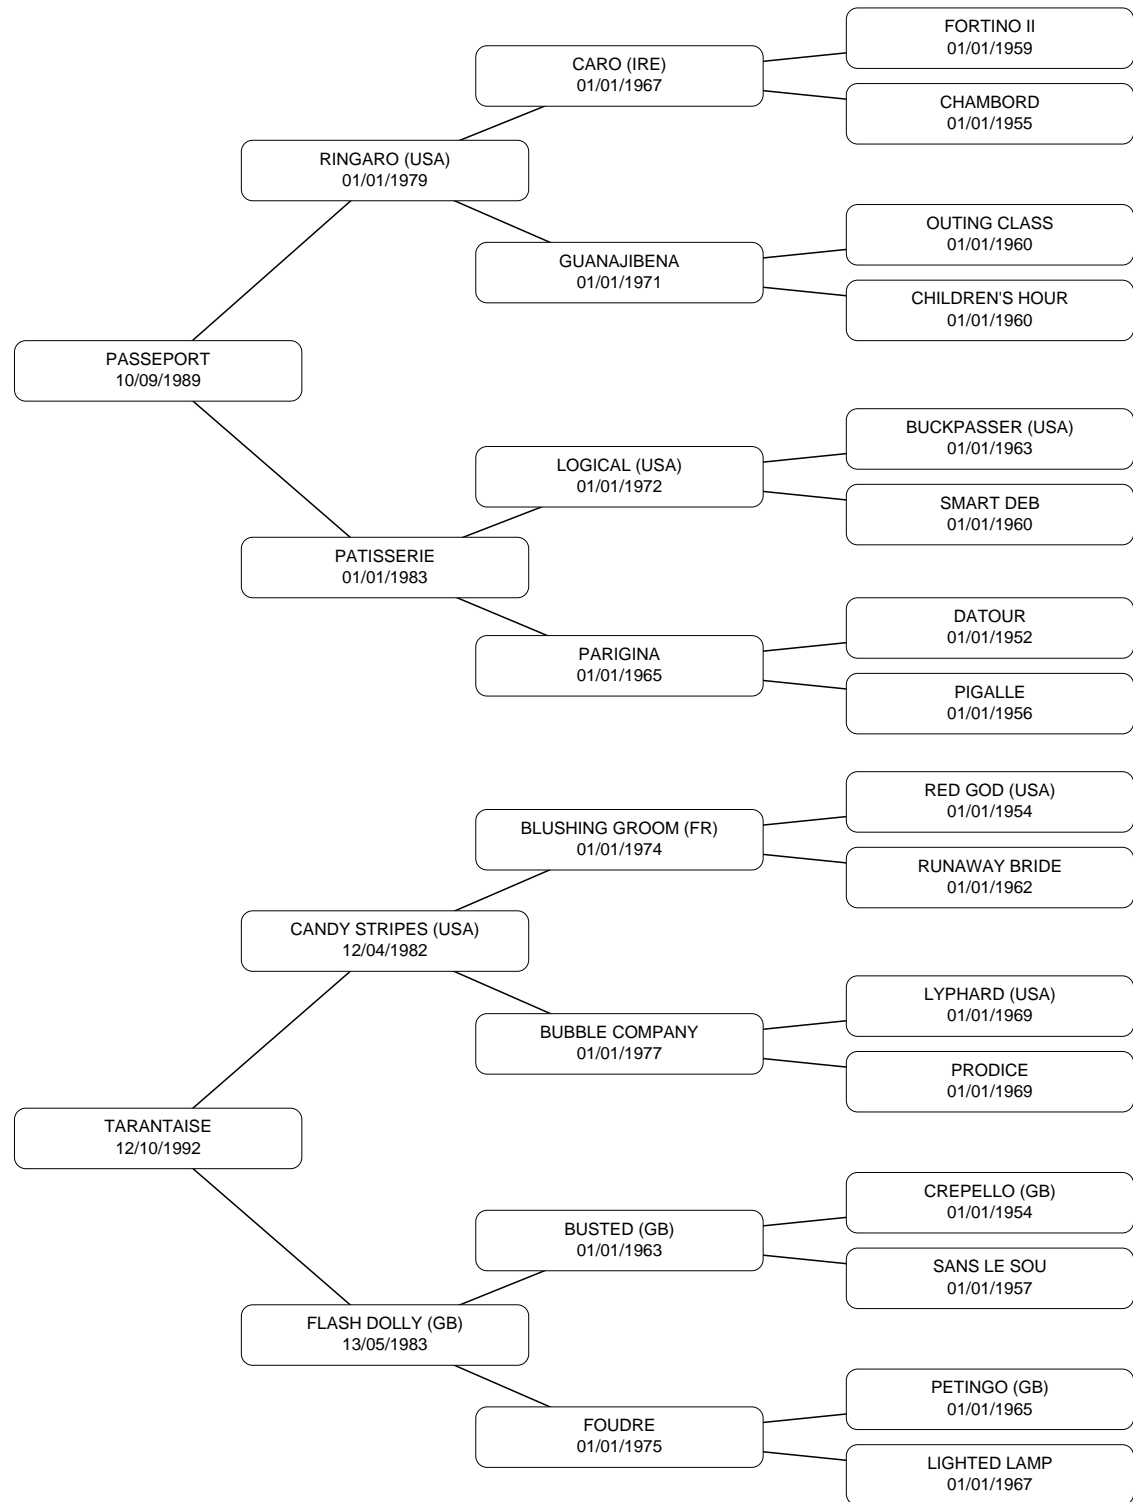 FORTINO II
01/01/1959
CARO (IRE)
01/01/1967
CHAMBORD
01/01/1955
RINGARO (USA)
01/01/1979
OUTING CLASS
01/01/1960
GUANAJIBENA
01/01/1971
CHILDREN'S HOUR
01/01/1960
PASSEPORT
10/09/1989
BUCKPASSER (USA)
01/01/1963
LOGICAL (USA)
01/01/1972
SMART DEB
01/01/1960
PATISSERIE
01/01/1983
DATOUR
01/01/1952
PARIGINA
01/01/1965
PIGALLE
01/01/1956
RED GOD (USA)
01/01/1954
BLUSHING GROOM (FR)
01/01/1974
RUNAWAY BRIDE
01/01/1962
CANDY STRIPES (USA)
12/04/1982
LYPHARD (USA)
01/01/1969
BUBBLE COMPANY
01/01/1977
PRODICE
01/01/1969
TARANTAISE
12/10/1992
CREPELLO (GB)
01/01/1954
BUSTED (GB)
01/01/1963
SANS LE SOU
01/01/1957
FLASH DOLLY (GB)
13/05/1983
PETINGO (GB)
01/01/1965
FOUDRE
01/01/1975
LIGHTED LAMP
01/01/1967